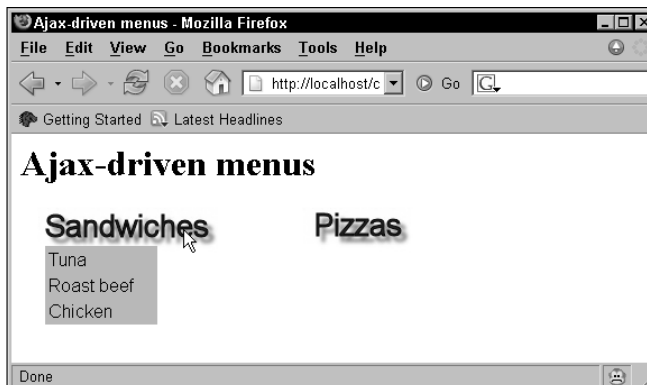 Ajax-driven menus - Mozilla Firefox
File Edit View Go Bookmarks Tools Help
http://localhost/c Go G
Getting Started Latest Headlines
Ajax-driven menus
Sandwiches Pizzas
Tuna
Roast beef
Chicken
Done